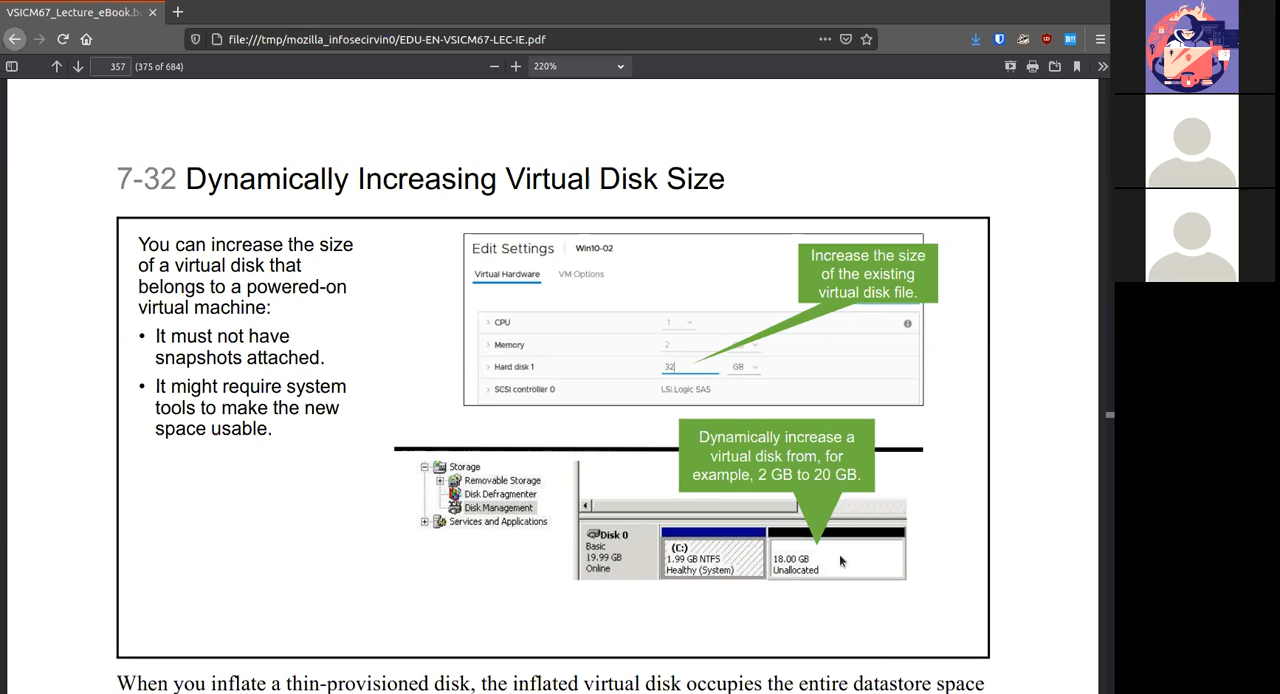 VSICM67_Lecture_eBook.b
file:///tmp/mozilla_infosecirvin0/EDU-EN-VSICM67-LEC-IE.pdf
357 (375 of 684)
220%
7-32 Dynamically Increasing Virtual Disk Size
You can increase the size
of a virtual disk that
belongs to a powered-on
virtual machine:
• It must not have
snapshots attached.
• It might require system
tools to make the new
space usable.
Edit Settings Win10-02
Virtual Hardware VM Options
Increase the size
of the existing
virtual disk file.
CPU 1
Memory 2
Hard disk 1 32 GB
SCSI controller 0 LSI Logic SAS
Dynamically increase a
virtual disk from, for
example, 2 GB to 20 GB.
Storage
Removable Storage
Disk Defragmenter
Disk Management
Services and Applications
Disk 0
Basic
19.99 GB
Online
(C:)
1.99 GB NTFS
Healthy (System)
18.00 GB
Unallocated
When you inflate a thin-provisioned disk, the inflated virtual disk occupies the entire datastore space